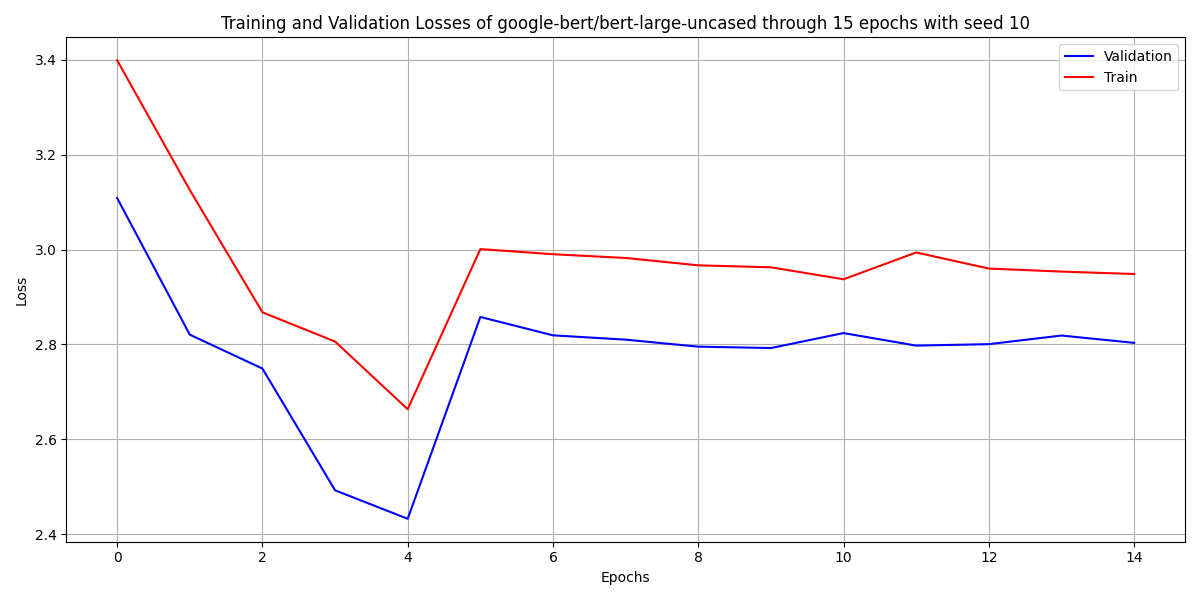 Training and Validation Losses of google-bert/bert-large-uncased through 15 epochs with seed 10
Validation
Train
3.4
3.2
3.0
2.8
2.6
2.4
Loss
0 2 4 6 8 10 12 14
Epochs